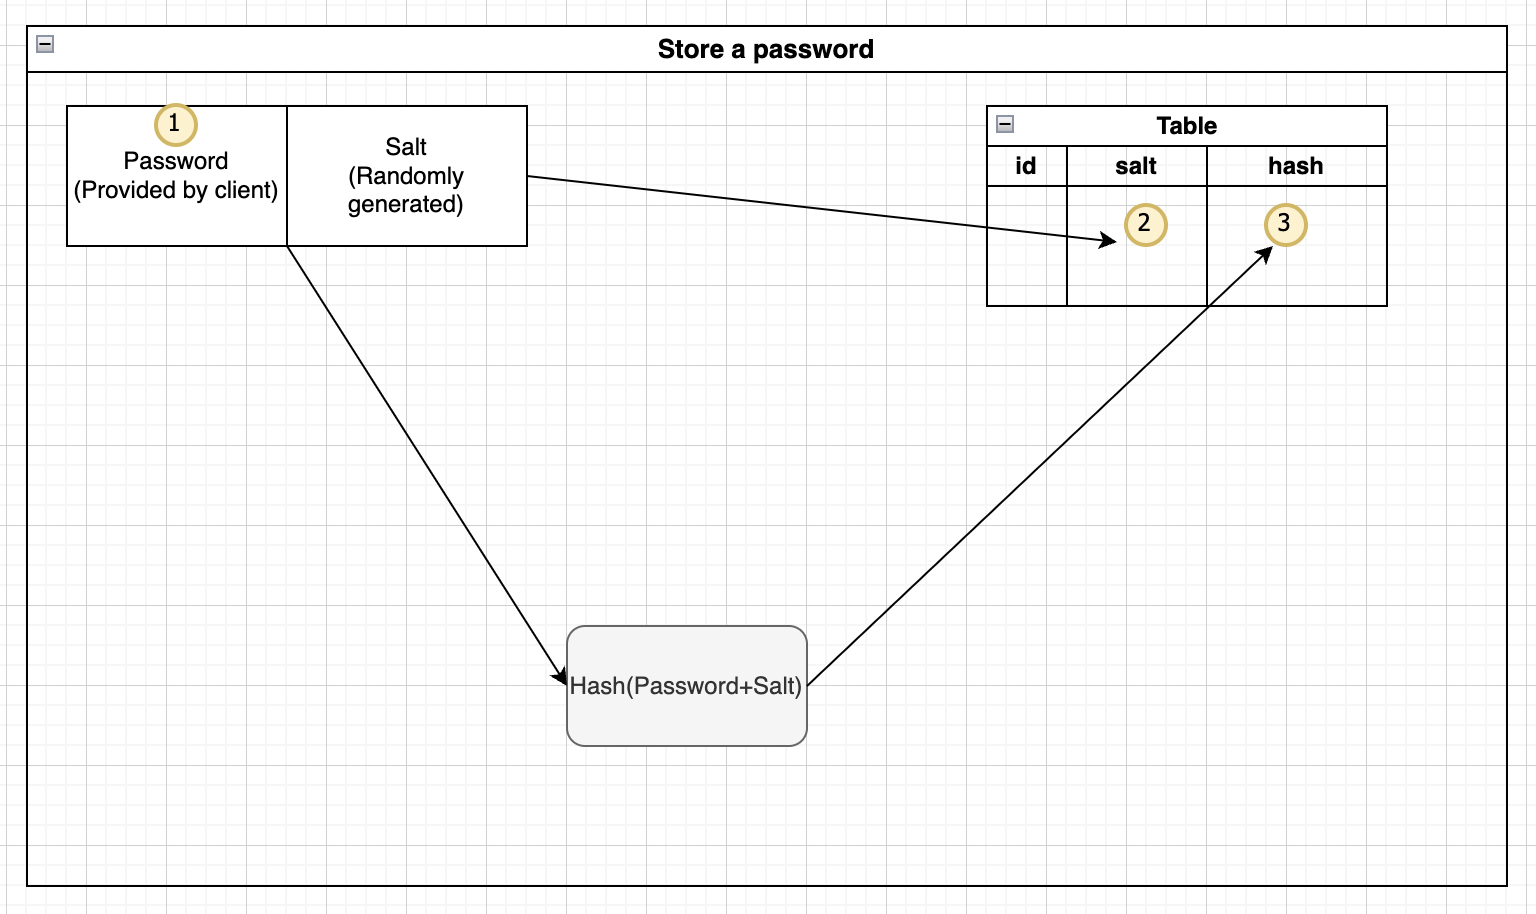 Store a password
1
Password
(Provided by client)
Salt
(Randomly
generated)
Table
id salt hash
2 3
Hash(Password+Salt)